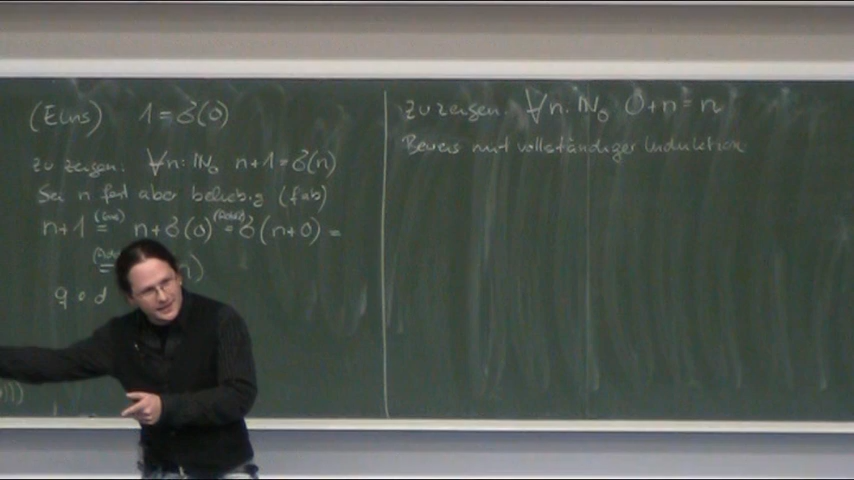 (Eins) 1 = δ(0)
zu zeigen: ∀n: ℕ₀ n+1 = δ(n)
Sei n fest aber beliebig (fab)
n+1 (Eins)= n+δ(0) = δ(n+0) =
= n)
q e d
)))
zu zeigen: ∀n: ℕ₀ 0+n = n
Beweis mit vollständiger Induktion